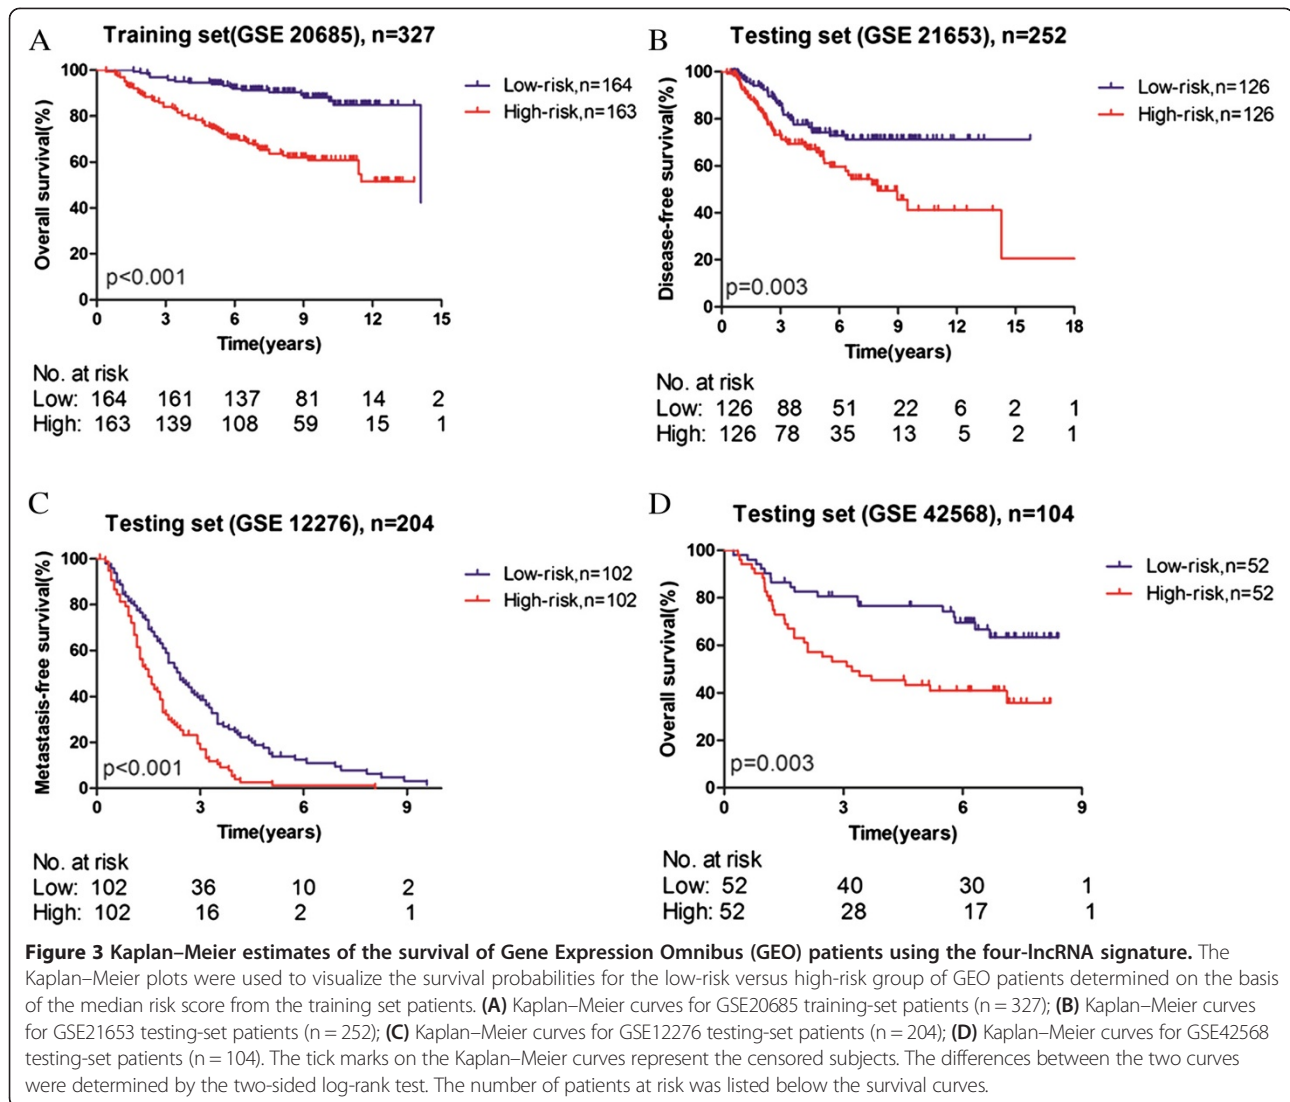 A
Training set(GSE 20685), n=327
Overall survival(%)
100
80
60
40
20
0
p<0.001
0 3 6 9 12 15
Time(years)
Low-risk,n=164
High-risk,n=163
No. at risk
Low: 164 161 137 81 14 2
High: 163 139 108 59 15 1
B
Testing set (GSE 21653), n=252
Disease-free survival(%)
100
80
60
40
20
0
p=0.003
0 3 6 9 12 15 18
Time(years)
Low-risk,n=126
High-risk,n=126
No. at risk
Low: 126 88 51 22 6 2 1
High: 126 78 35 13 5 2 1
C
Testing set (GSE 12276), n=204
Metastasis-free survival(%)
100
80
60
40
20
0
p<0.001
0 3 6 9
Time(years)
Low-risk,n=102
High-risk,n=102
No. at risk
Low: 102 36 10 2
High: 102 16 2 1
D
Testing set (GSE 42568), n=104
Overall survival(%)
100
80
60
40
20
0
p=0.003
0 3 6 9
Time(years)
Low-risk,n=52
High-risk,n=52
No. at risk
Low: 52 40 30 1
High: 52 28 17 1
Figure 3 Kaplan–Meier estimates of the survival of Gene Expression Omnibus (GEO) patients using the four-lncRNA signature. The
Kaplan–Meier plots were used to visualize the survival probabilities for the low-risk versus high-risk group of GEO patients determined on the basis
of the median risk score from the training set patients. (A) Kaplan–Meier curves for GSE20685 training-set patients (n = 327); (B) Kaplan–Meier curves
for GSE21653 testing-set patients (n = 252); (C) Kaplan–Meier curves for GSE12276 testing-set patients (n = 204); (D) Kaplan–Meier curves for GSE42568
testing-set patients (n = 104). The tick marks on the Kaplan–Meier curves represent the censored subjects. The differences between the two curves
were determined by the two-sided log-rank test. The number of patients at risk was listed below the survival curves.